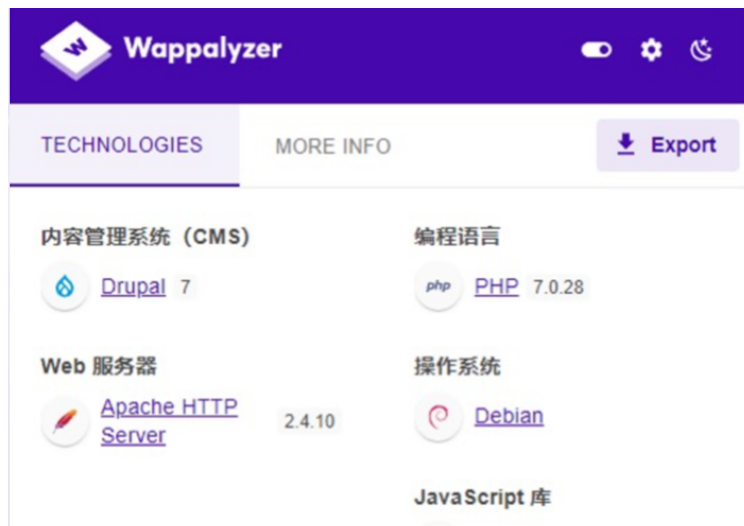 Wappalyzer
TECHNOLOGIES
MORE INFO
Export
内容管理系统（CMS）
Drupal 7
编程语言
php PHP 7.0.28
Web 服务器
Apache HTTP
Server
2.4.10
操作系统
Debian
JavaScript 库